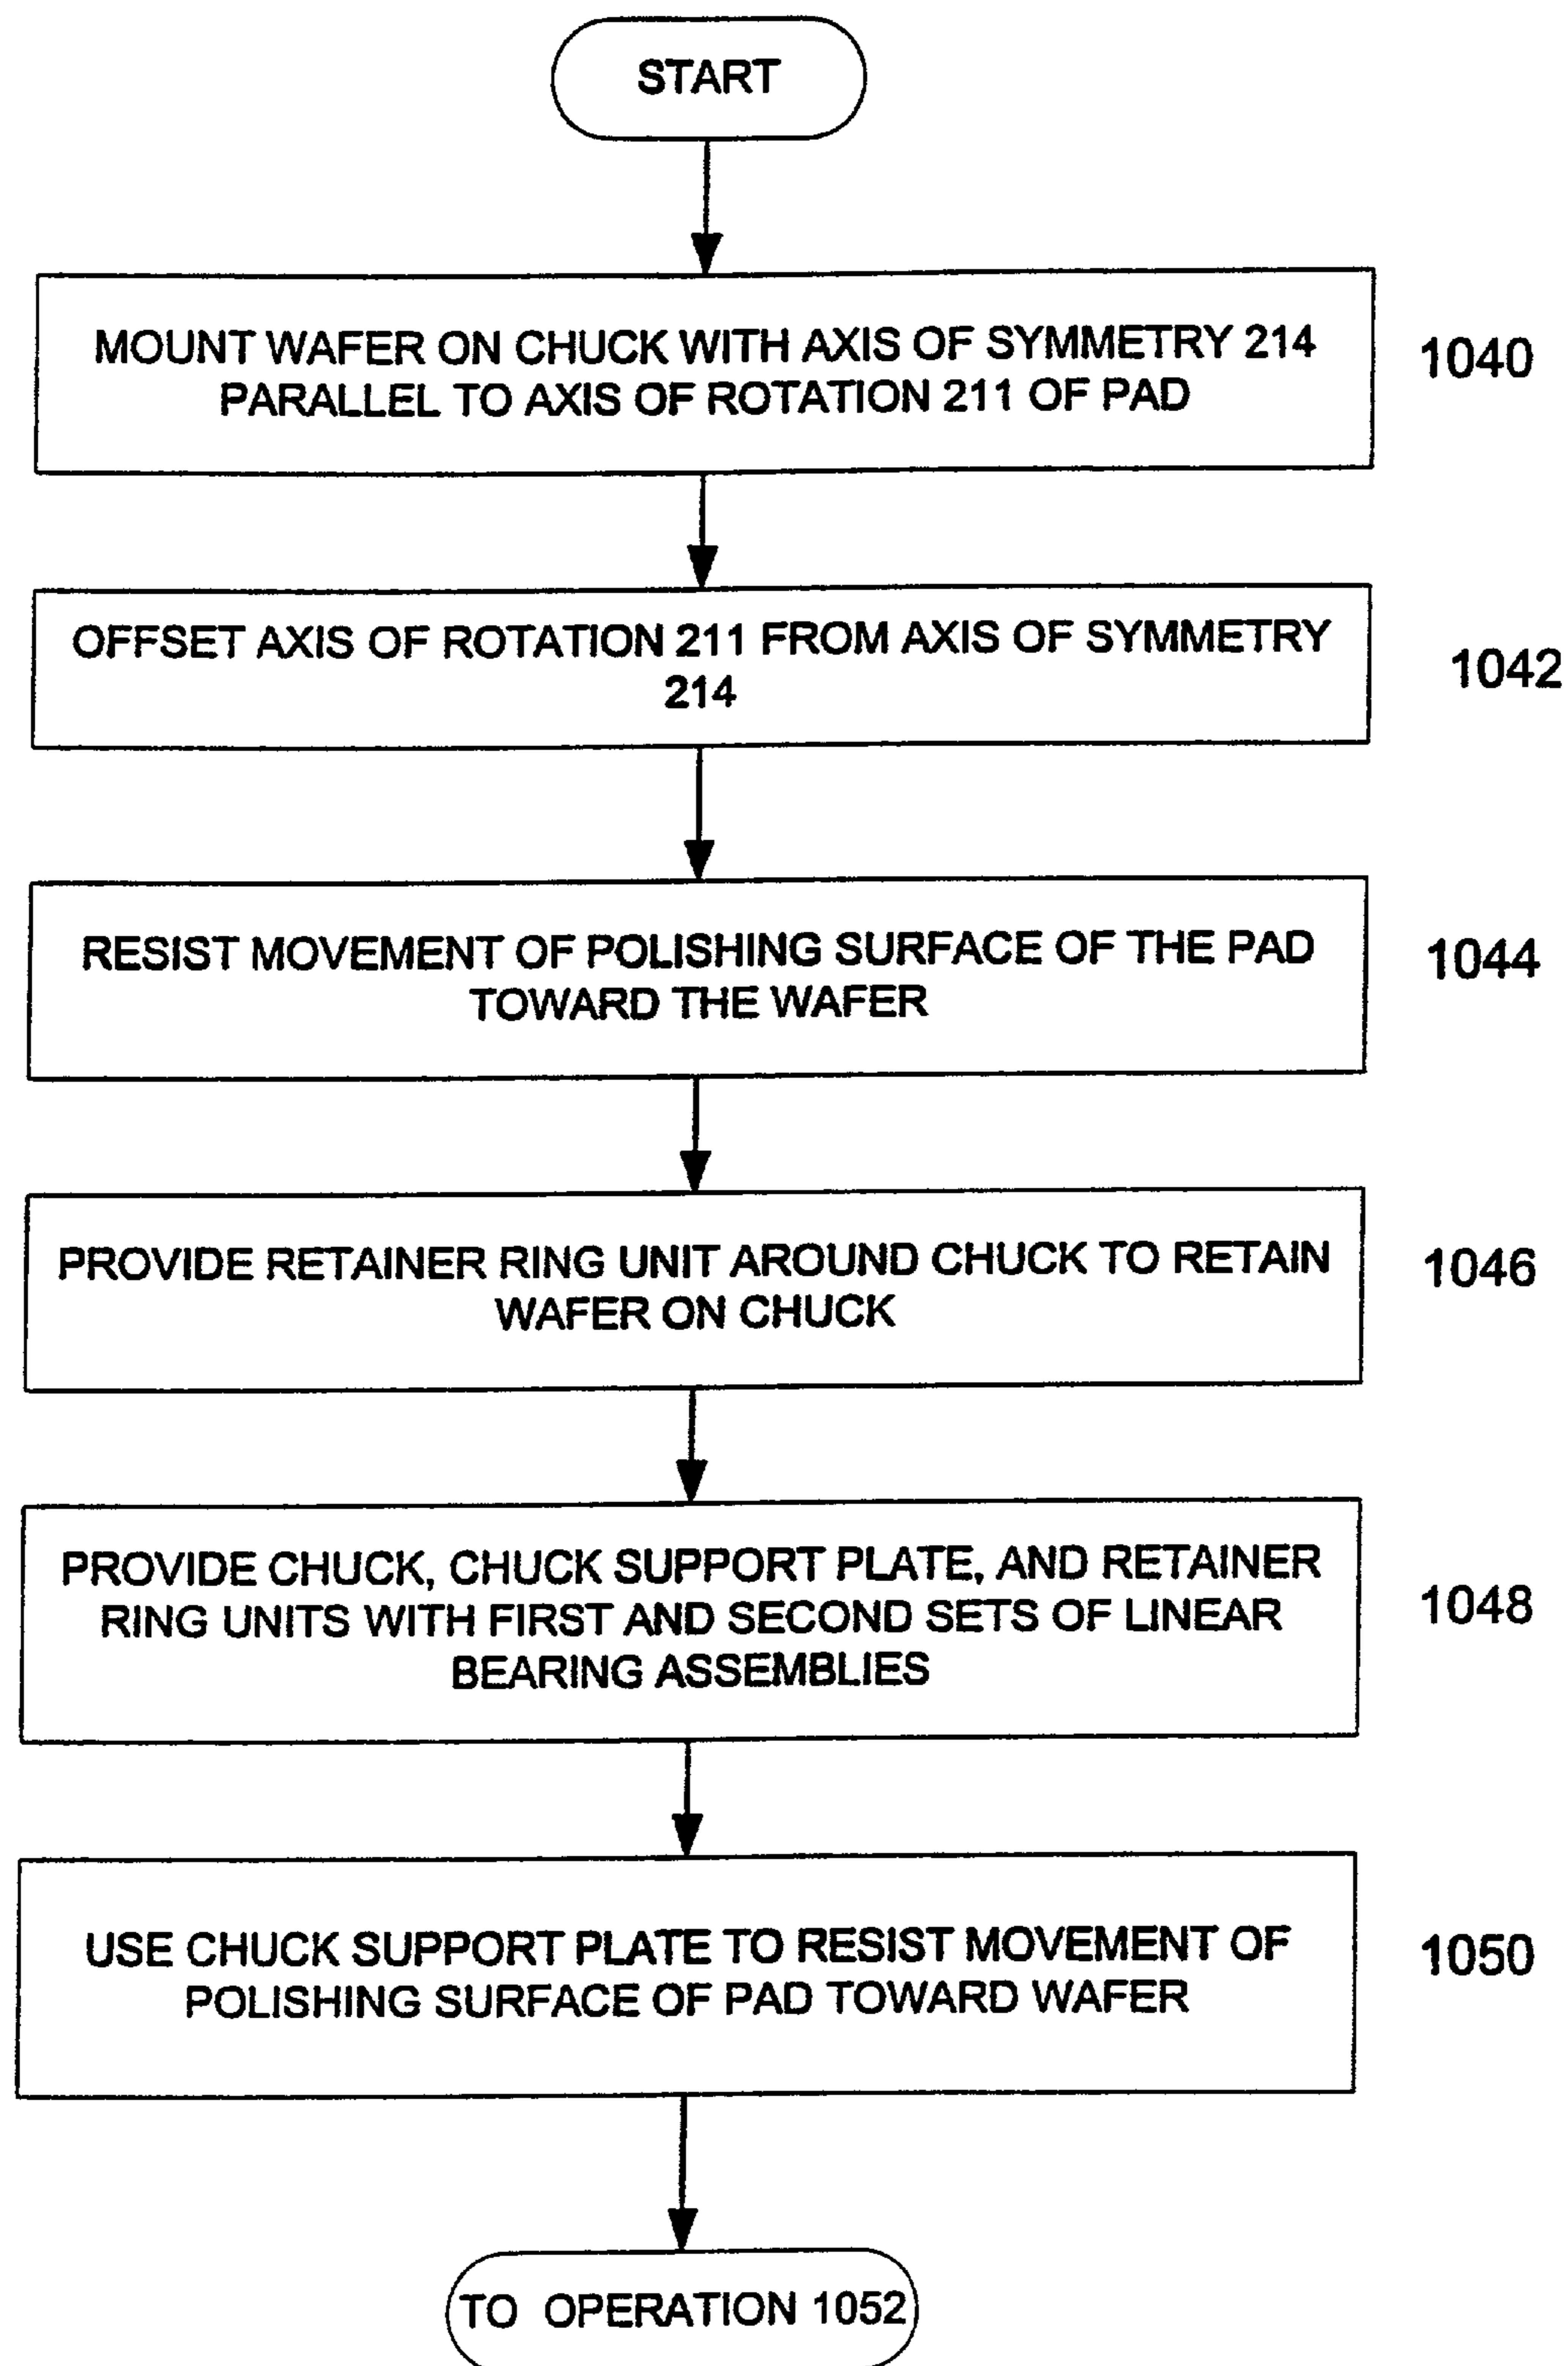 START
MOUNT WAFER ON CHUCK WITH AXIS OF SYMMETRY 214
PARALLEL TO AXIS OF ROTATION 211 OF PAD
1040
OFFSET AXIS OF ROTATION 211 FROM AXIS OF SYMMETRY
214
1042
RESIST MOVEMENT OF POLISHING SURFACE OF THE PAD
TOWARD THE WAFER
1044
PROVIDE RETAINER RING UNIT AROUND CHUCK TO RETAIN
WAFER ON CHUCK
1046
PROVIDE CHUCK, CHUCK SUPPORT PLATE, AND RETAINER
RING UNITS WITH FIRST AND SECOND SETS OF LINEAR
BEARING ASSEMBLIES
1048
USE CHUCK SUPPORT PLATE TO RESIST MOVEMENT OF
POLISHING SURFACE OF PAD TOWARD WAFER
1050
TO OPERATION 1052